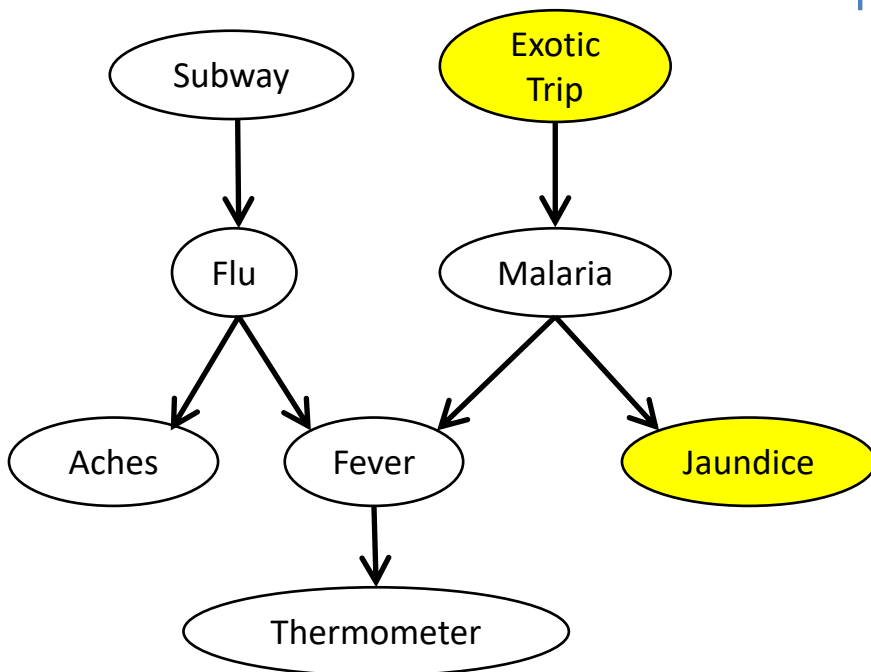 Subway
Exotic
Trip
Flu
Malaria
Aches
Fever
Jaundice
Thermometer